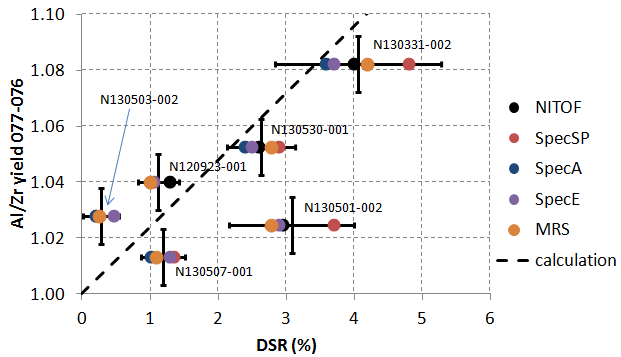 1.10
1.08
1.06
1.04
1.02
1.00
Al/Zr yield 077-076
N130331-002
N130503-002
N130530-001
N120923-001
N130501-002
N130507-001
0 1 2 3 4 5 6
DSR (%)
NITOF
SpecSP
SpecA
SpecE
MRS
calculation